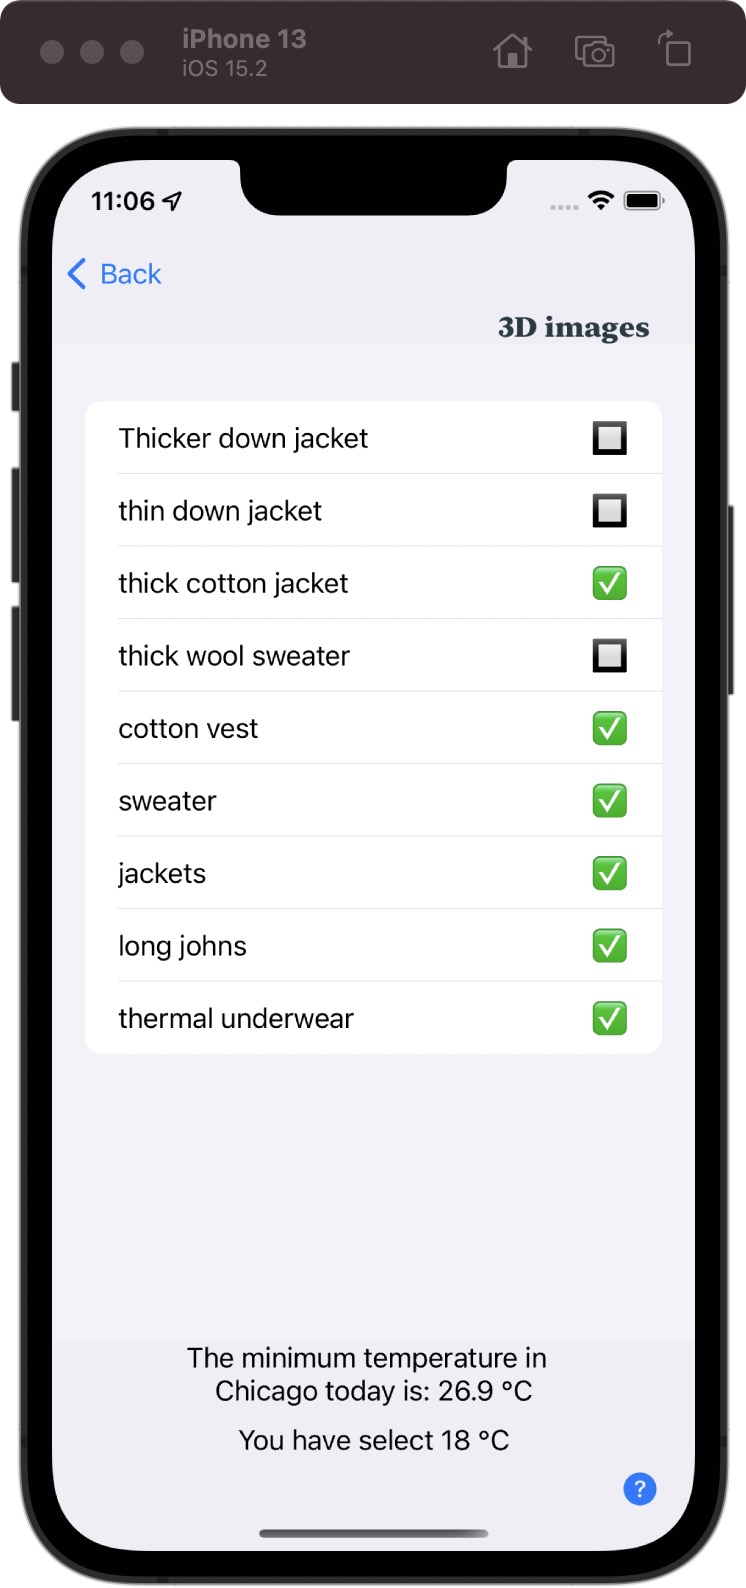 iPhone 13
iOS 15.2
11:06
Back
3D images
Thicker down jacket
thin down jacket
thick cotton jacket
thick wool sweater
cotton vest
sweater
jackets
long johns
thermal underwear
The minimum temperature in
Chicago today is: 26.9 °C
You have select 18 °C
?